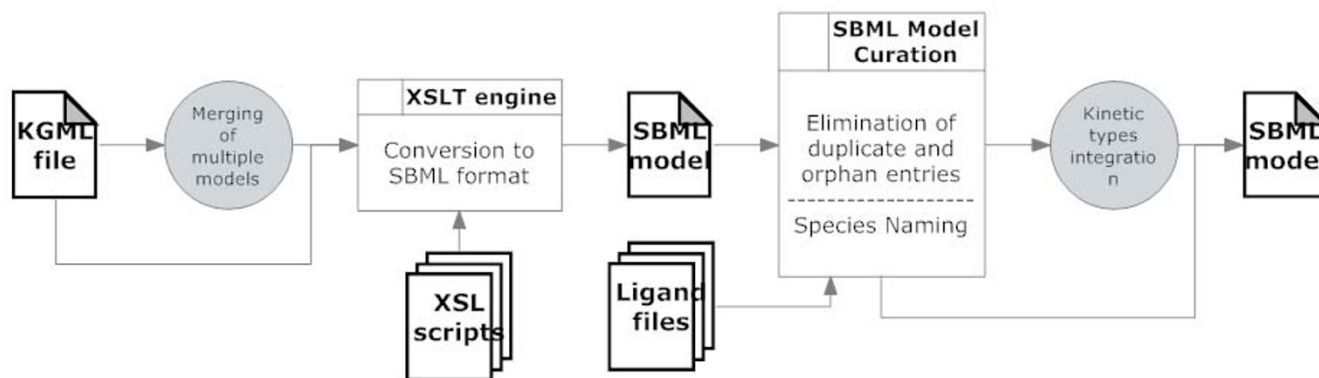 KGML
file
Merging
of
multiple
models
XSLT engine
Conversion to
SBML format
XSL
scripts
SBML
model
Ligand
files
SBML Model
Curation
Elimination of
duplicate and
orphan entries
Species Naming
Kinetic
types
integratio
n
SBML
model